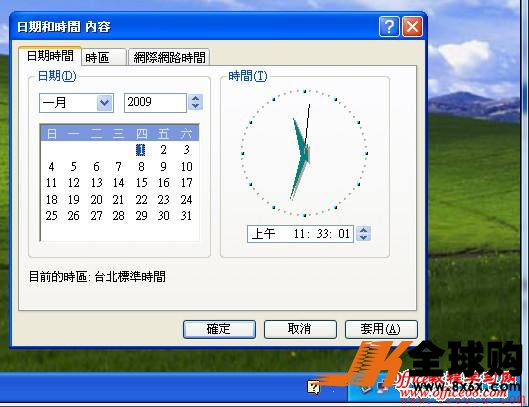 日期和時間 內容
日期時間 時區 網際網路時間
日期(D)
一月 2009
日 一 二 三 四 五 六
1 2 3
4 5 6 7 8 9 10
11 12 13 14 15 16 17
18 19 20 21 22 23 24
25 26 27 28 29 30 31
時間(T)
上午 11: 33: 01
目前的時區: 台北標準時間
確定 取消 套用(A)
K全球购
www.8x6x.com
www.office68.com